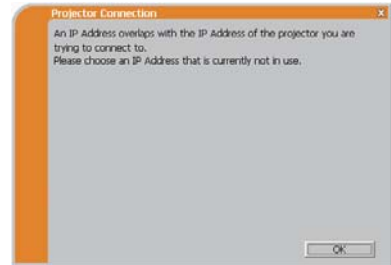 Projector Connection
An IP Address overlaps with the IP Address of the projector you are
trying to connect to.
Please choose an IP Address that is currently not in use.
OK